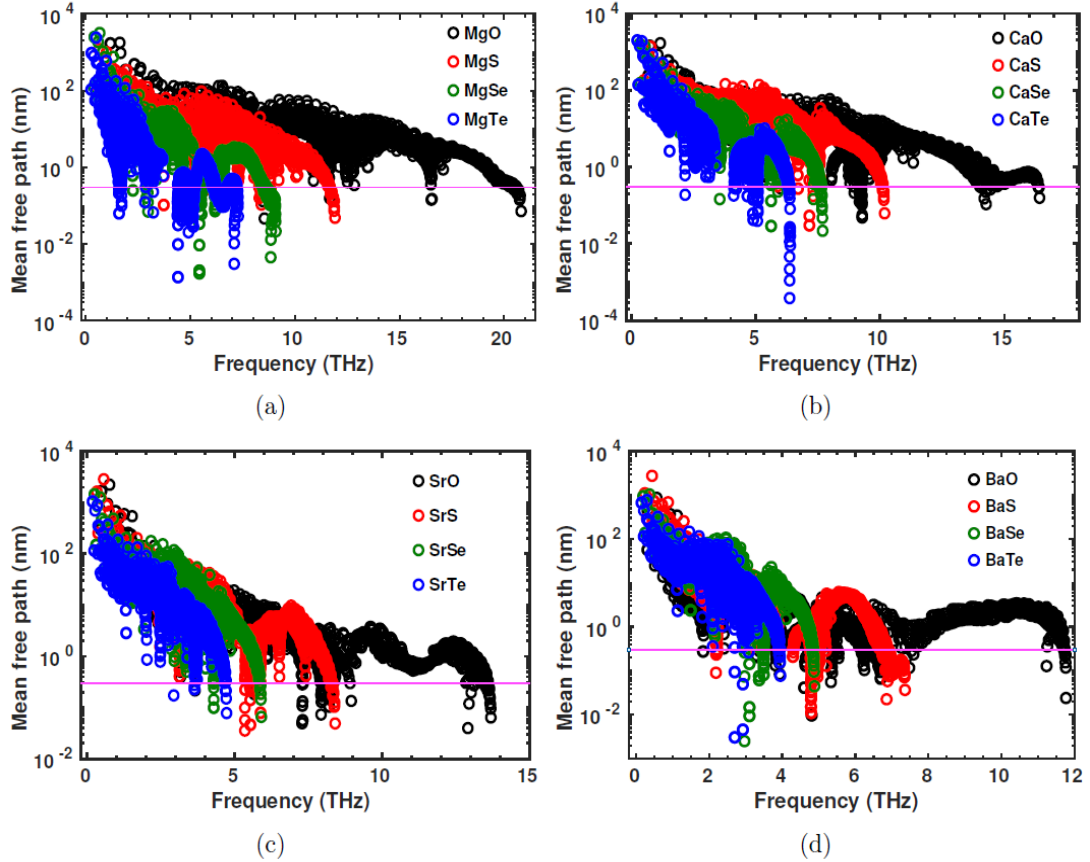 10 4
10 2
10 0
10 -2
10 -4
Mean free path (nm)
MgO
MgS
MgSe
MgTe
0 5 10 15 20
Frequency (THz)
(a)
10 4
10 2
10 0
10 -2
10 -4
Mean free path (nm)
CaO
CaS
CaSe
CaTe
0 5 10 15
Frequency (THz)
(b)
10 4
10 2
10 0
10 -2
Mean free path (nm)
SrO
SrS
SrSe
SrTe
0 5 10 15
Frequency (THz)
(c)
10 4
10 2
10 0
10 -2
Mean free path (nm)
BaO
BaS
BaSe
BaTe
0 2 4 6 8 10 12
Frequency (THz)
(d)